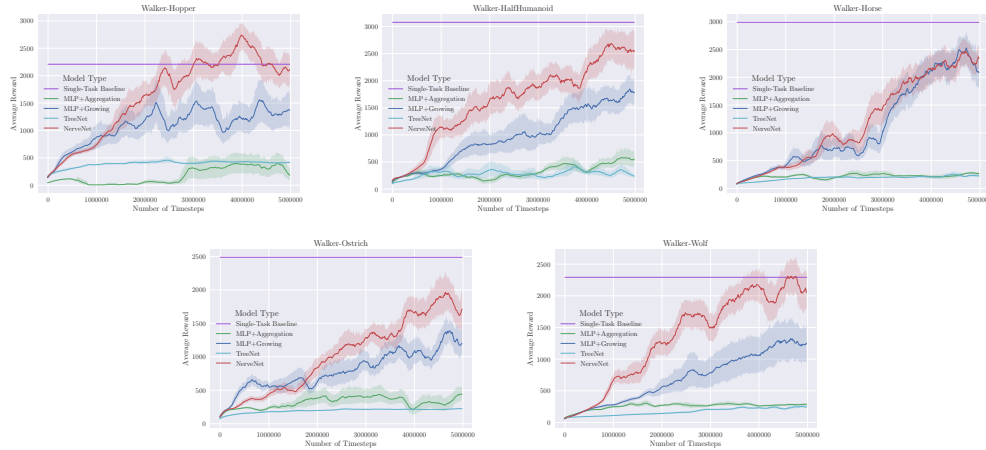 Walker-Hopper
3000
2500
2000
1500
1000
500
0
Average Reward
Model Type
Single-Task Baseline
MLP+Aggregation
MLP+Growing
TreeNet
NerveNet
0 1000000 2000000 3000000 4000000 5000000
Number of Timesteps
Walker-HalfHumanoid
3000
2500
2000
1500
1000
500
0
Average Reward
Model Type
Single-Task Baseline
MLP+Aggregation
MLP+Growing
TreeNet
NerveNet
0 1000000 2000000 3000000 4000000 5000000
Number of Timesteps
Walker-Horse
3000
2500
2000
1500
1000
500
0
Average Reward
Model Type
Single-Task Baseline
MLP+Aggregation
MLP+Growing
TreeNet
NerveNet
0 1000000 2000000 3000000 4000000 5000000
Number of Timesteps
Walker-Ostrich
2500
2000
1500
1000
500
0
Average Reward
Model Type
Single-Task Baseline
MLP+Aggregation
MLP+Growing
TreeNet
NerveNet
0 1000000 2000000 3000000 4000000 5000000
Number of Timesteps
Walker-Wolf
2500
2000
1500
1000
500
0
Average Reward
Model Type
Single-Task Baseline
MLP+Aggregation
MLP+Growing
TreeNet
NerveNet
0 1000000 2000000 3000000 4000000 5000000
Number of Timesteps